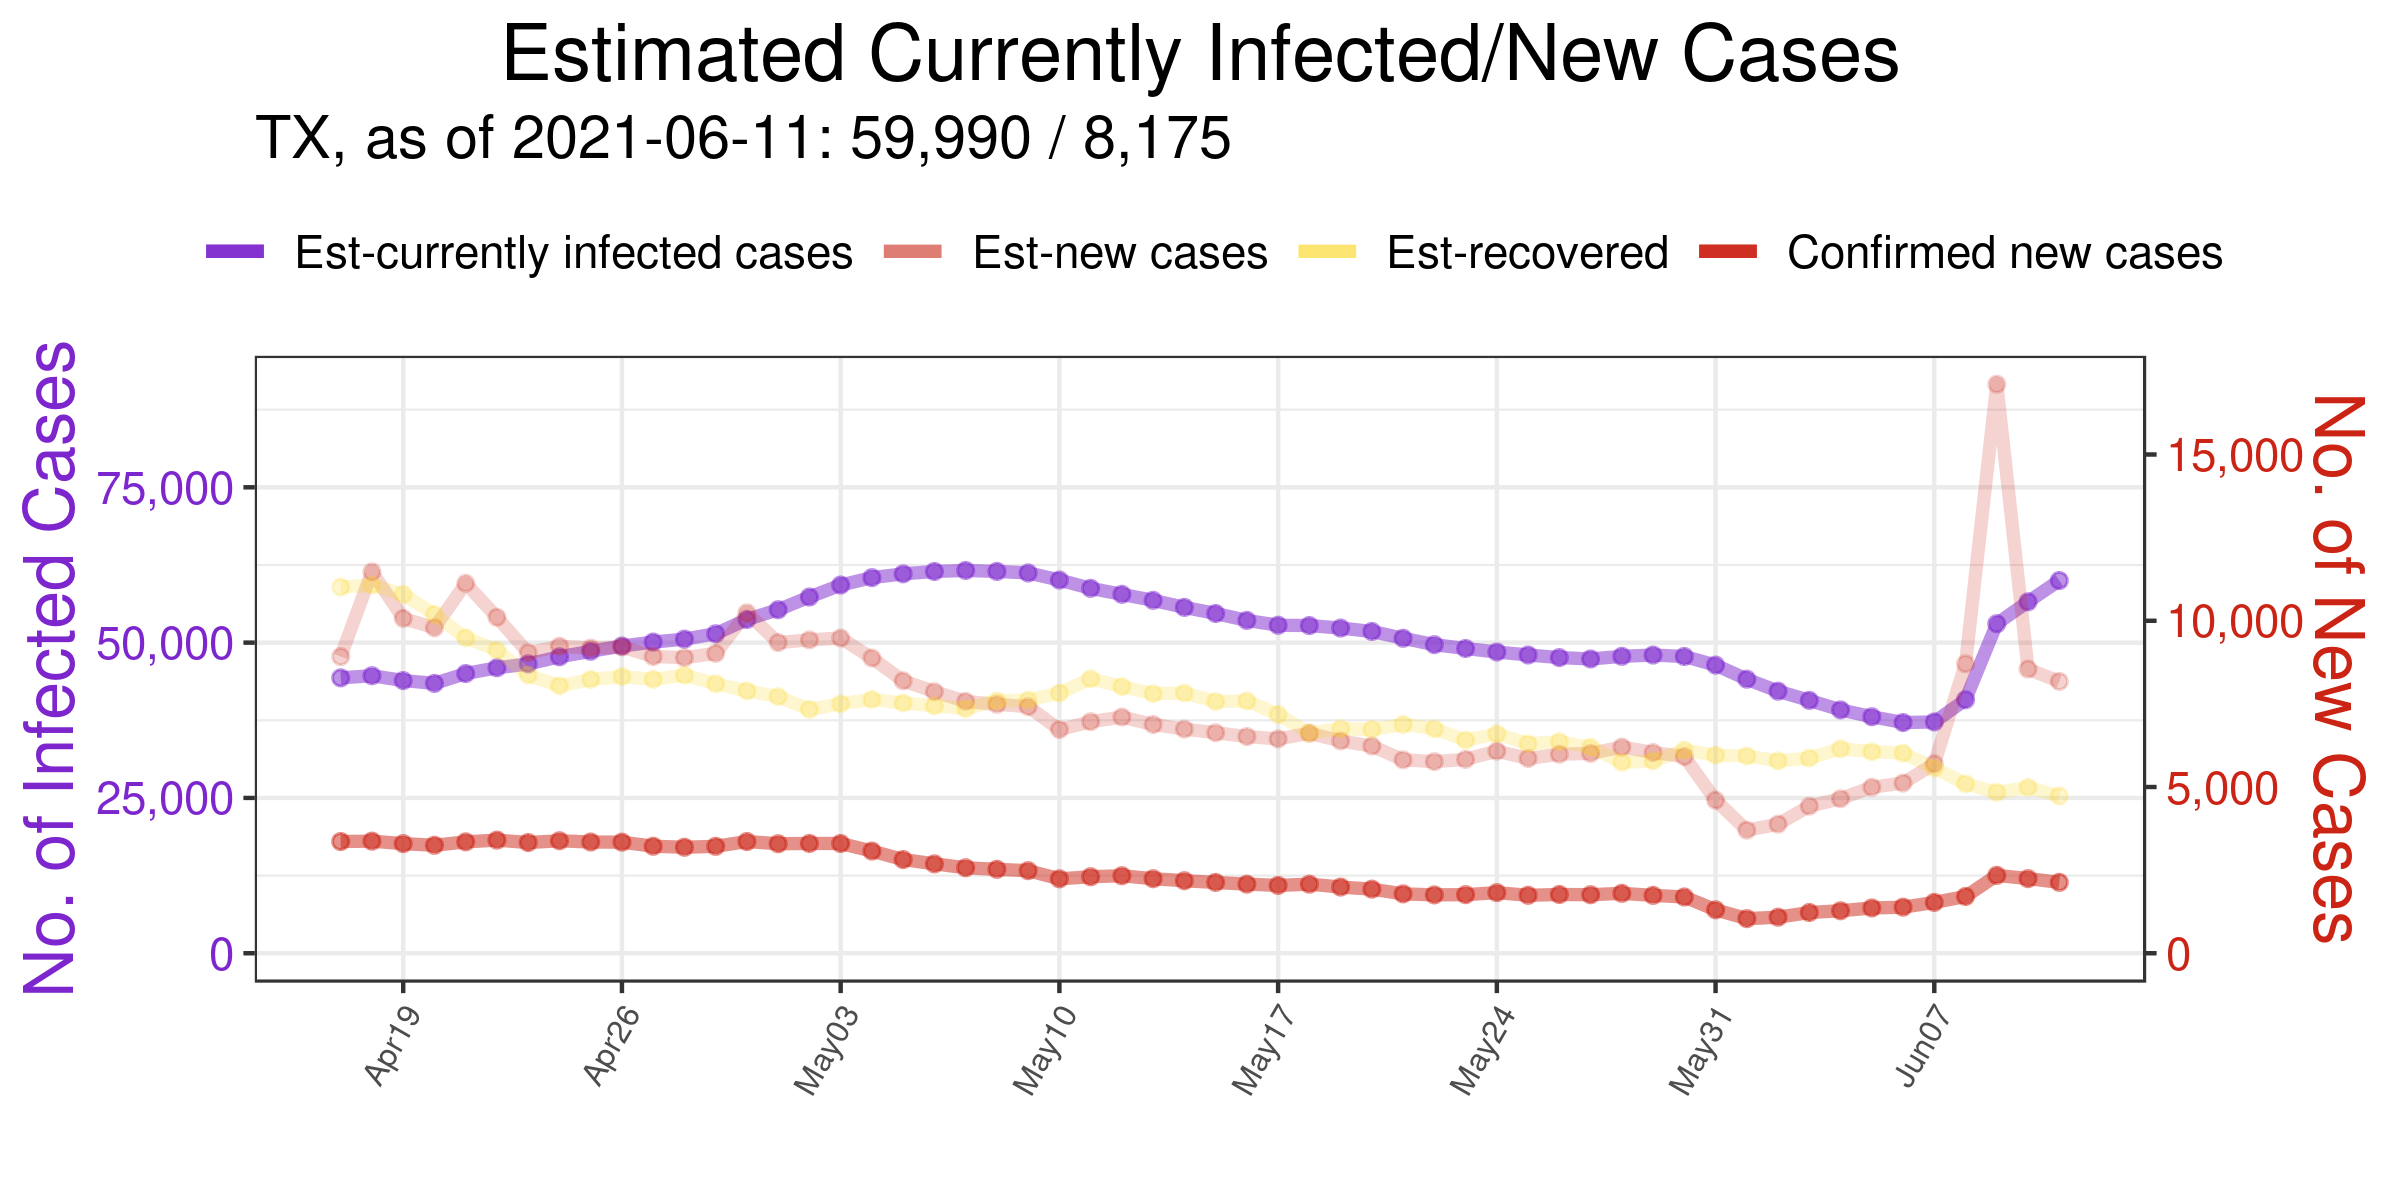 Estimated Currently Infected/New Cases
TX, as of 2021-06-11: 59,990 / 8,175
Est-currently infected cases Est-new cases Est-recovered Confirmed new cases
No. of Infected Cases
75,000
50,000
25,000
0
15,000
10,000
5,000
0
No. of New Cases
Apr19 Apr26 May03 May10 May17 May24 May31 Jun07